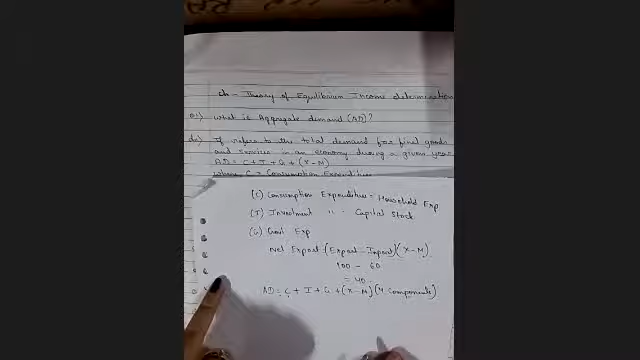 Ch - Theory of Equilibrium Income determination
Q1) What is Aggregate demand (AD)?
It refers to the total demand for final goods
and services in an economy during a given year
AD = C + I + G + (X-M)
where C = Consumption Expenditure
(C) Consumption Expenditure = Household Exp
(I) Investment " - Capital Stock
(G) Govt Exp
Net Export (Export - Import) (X-M)
100 - 60
= 40
AD = C + I + G + (X-M) (4 components)